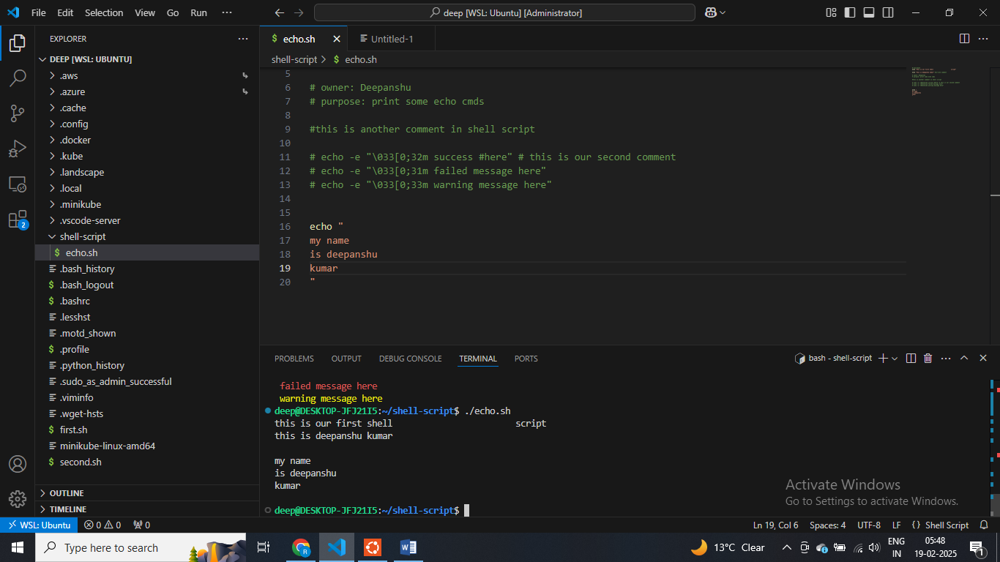 File Edit Selection View Go Run ···
deep [WSL: Ubuntu] [Administrator]
EXPLORER
DEEP [WSL: UBUNTU]
.aws
.azure
.cache
.config
.docker
.kube
.landscape
.local
.minikube
.vscode-server
shell-script
$ echo.sh
.bash_history
$ .bash_logout
$ .bashrc
.lesshst
.motd_shown
$ .profile
.python_history
.sudo_as_admin_successful
.viminfo
.wget-hsts
$ first.sh
minikube-linux-amd64
$ second.sh
OUTLINE
TIMELINE
2
$ echo.sh
Untitled-1
shell-script > $ echo.sh
5
6 # owner: Deepanshu
7 # purpose: print some echo cmds
8
9 #this is another comment in shell script
10
11 # echo -e "\033[0;32m success #here" # this is our second comment
12 # echo -e "\033[0;31m failed message here"
13 # echo -e "\033[0;33m warning message here"
14
15
16 echo "
17 my name
18 is deepanshu
19 kumar
20 "
PROBLEMS OUTPUT DEBUG CONSOLE TERMINAL PORTS
bash - shell-script
failed message here
warning message here
deep@DESKTOP-JFJ21I5:~/shell-script$ ./echo.sh
this is our first shell script
this is deepanshu kumar
my name
is deepanshu
kumar
deep@DESKTOP-JFJ21I5:~/shell-script$
Activate Windows
Go to Settings to activate Windows.
WSL: Ubuntu 0 0 0
Ln 19, Col 6 Spaces: 4 UTF-8 LF {} Shell Script
Type here to search
13°C Clear
ENG
IN
05:48
19-02-2025
1